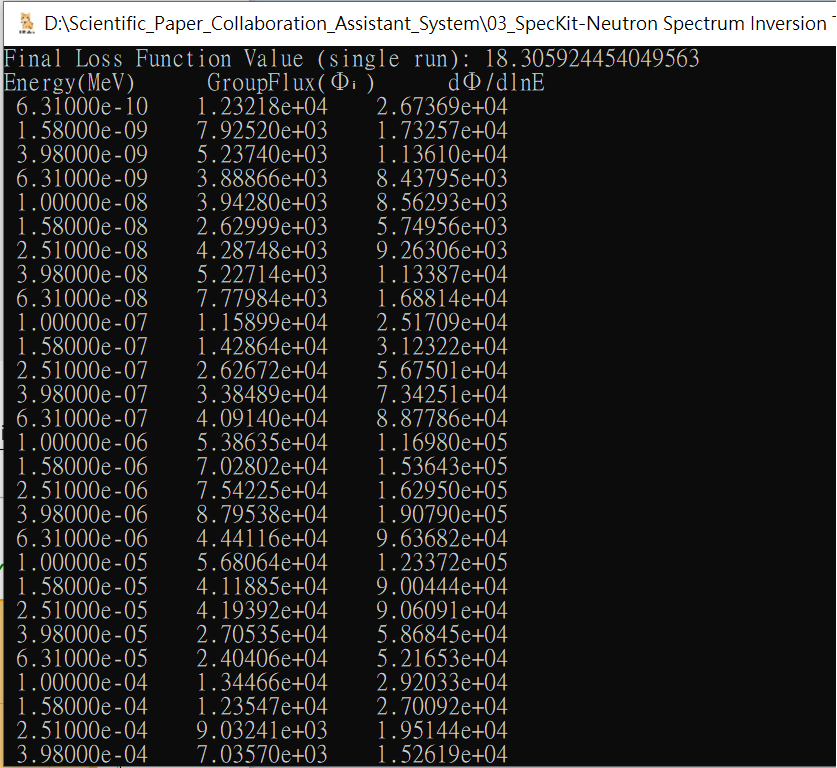 D:\Scientific_Paper_Collaboration_Assistant_System\03_SpecKit-Neutron Spectrum Inversion T
Final Loss Function Value (single run): 18.305924454049563
Energy(MeV) GroupFlux(Φᵢ) dΦ/dlnE
6.31000e-10 1.23218e+04 2.67369e+04
1.58000e-09 7.92520e+03 1.73257e+04
3.98000e-09 5.23740e+03 1.13610e+04
6.31000e-09 3.88866e+03 8.43795e+03
1.00000e-08 3.94280e+03 8.56293e+03
1.58000e-08 2.62999e+03 5.74956e+03
2.51000e-08 4.28748e+03 9.26306e+03
3.98000e-08 5.22714e+03 1.13387e+04
6.31000e-08 7.77984e+03 1.68814e+04
1.00000e-07 1.15899e+04 2.51709e+04
1.58000e-07 1.42864e+04 3.12322e+04
2.51000e-07 2.62672e+04 5.67501e+04
3.98000e-07 3.38489e+04 7.34251e+04
6.31000e-07 4.09140e+04 8.87786e+04
1.00000e-06 5.38635e+04 1.16980e+05
1.58000e-06 7.02802e+04 1.53643e+05
2.51000e-06 7.54225e+04 1.62950e+05
3.98000e-06 8.79538e+04 1.90790e+05
6.31000e-06 4.44116e+04 9.63682e+04
1.00000e-05 5.68064e+04 1.23372e+05
1.58000e-05 4.11885e+04 9.00444e+04
2.51000e-05 4.19392e+04 9.06091e+04
3.98000e-05 2.70535e+04 5.86845e+04
6.31000e-05 2.40406e+04 5.21653e+04
1.00000e-04 1.34466e+04 2.92033e+04
1.58000e-04 1.23547e+04 2.70092e+04
2.51000e-04 9.03241e+03 1.95144e+04
3.98000e-04 7.03570e+03 1.52619e+04